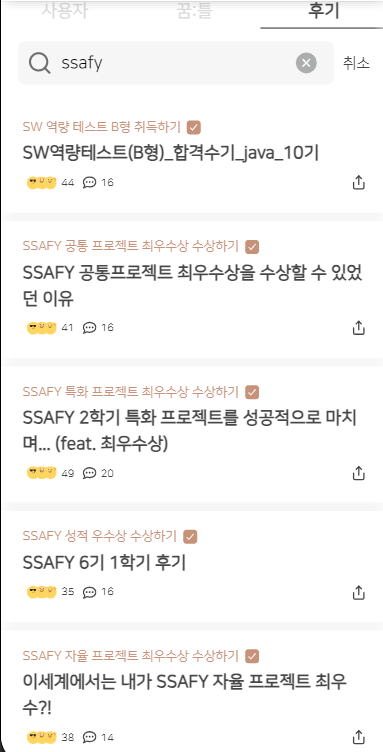 사용자 꿈:틀 후기
ssafy 취소
SW 역량 테스트 B형 취득하기
SW역량테스트(B형)_합격수기_java_10기
44 16
SSAFY 공통 프로젝트 최우수상 수상하기
SSAFY 공통프로젝트 최우수상을 수상할 수 있었
던 이유
41 16
SSAFY 특화 프로젝트 최우수상 수상하기
SSAFY 2학기 특화 프로젝트를 성공적으로 마치
며... (feat. 최우수상)
49 20
SSAFY 성적 우수상 수상하기
SSAFY 6기 1학기 후기
35 16
SSAFY 자율 프로젝트 최우수상 수상하기
이세계에서는 내가 SSAFY 자율 프로젝트 최우
수?!
38 14